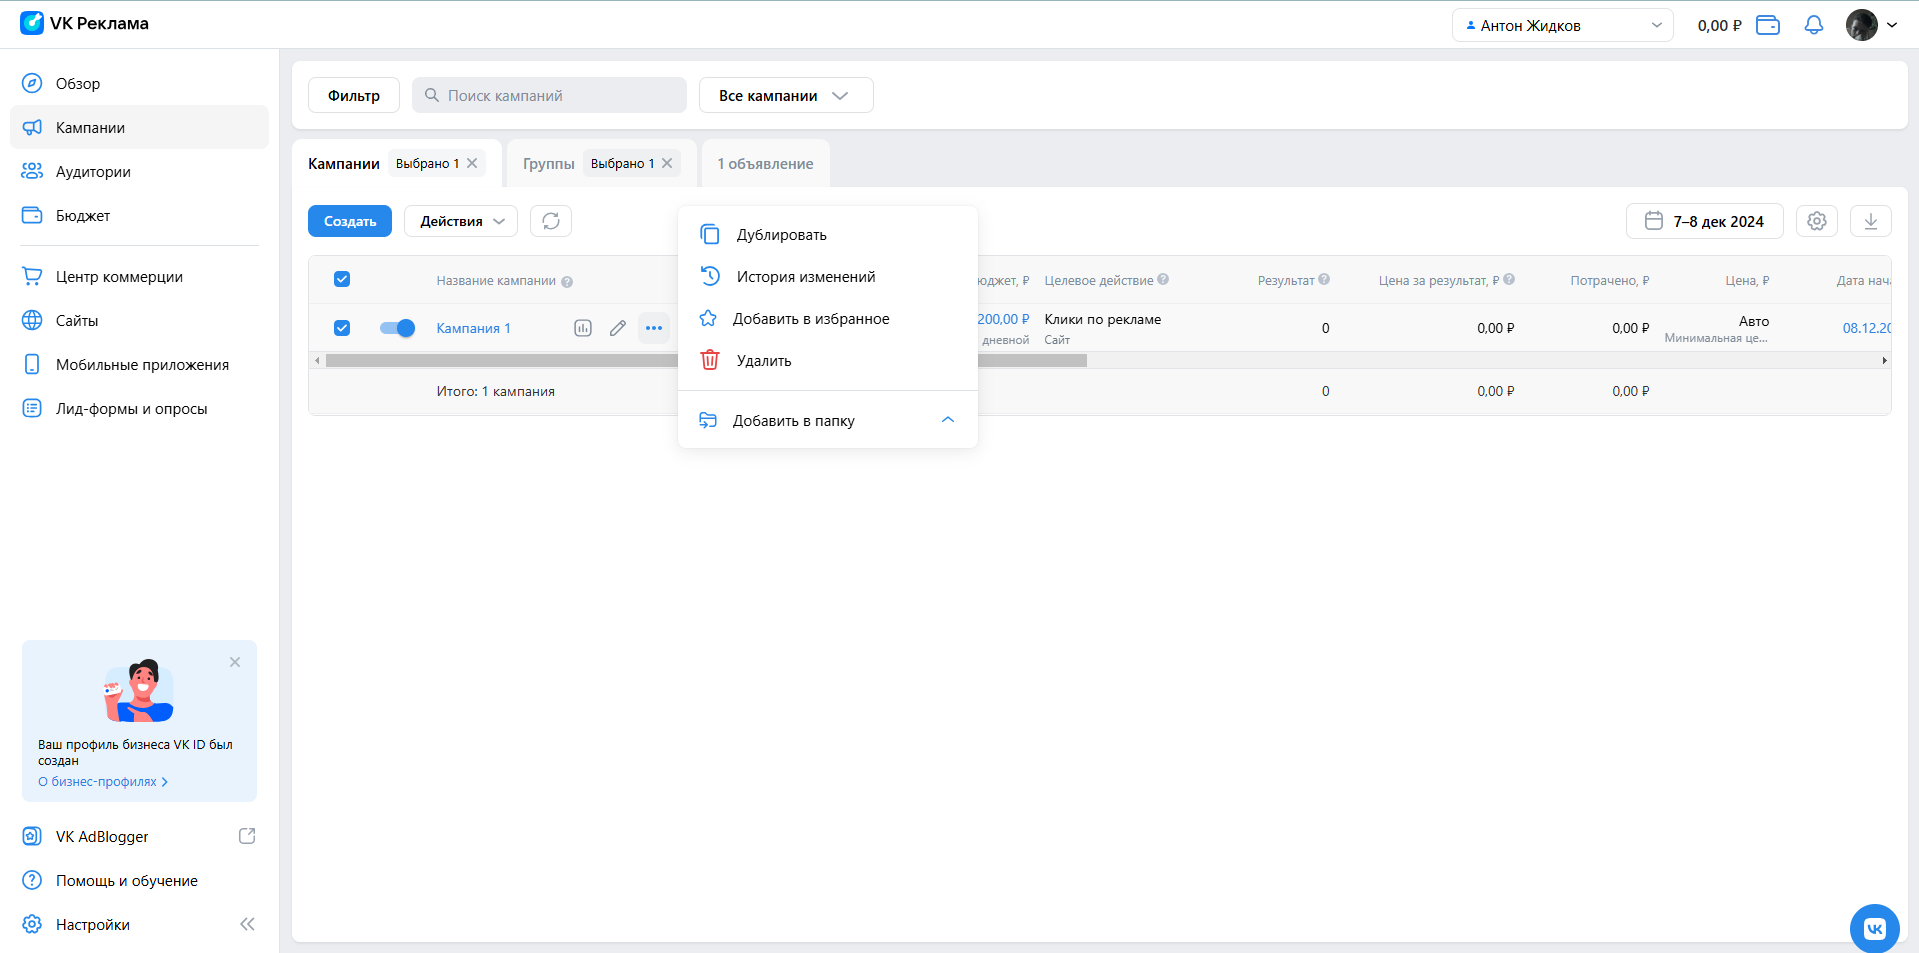 VK Реклама
Антон Жидков
0,00 ₽
Обзор
Кампании
Аудитории
Бюджет
Центр коммерции
Сайты
Мобильные приложения
Лид-формы и опросы
Ваш профиль бизнеса VK ID был
создан
О бизнес-профилях
VK AdBlogger
Помощь и обучение
Настройки
Фильтр
Поиск кампаний
Все кампании
Кампании Выбрано 1
Группы Выбрано 1
1 объявление
Создать
Действия
7–8 дек 2024
Название кампании
юджет, ₽
Целевое действие
Результат
Цена за результат, ₽
Потрачено, ₽
Цена, ₽
Дата нач
Кампания 1
200,00 ₽
дневной
Клики по рекламе
Сайт
0
0,00 ₽
0,00 ₽
Авто
Минимальная це...
08.12.20
Итого: 1 кампания
0
0,00 ₽
0,00 ₽
Дублировать
История изменений
Добавить в избранное
Удалить
Добавить в папку